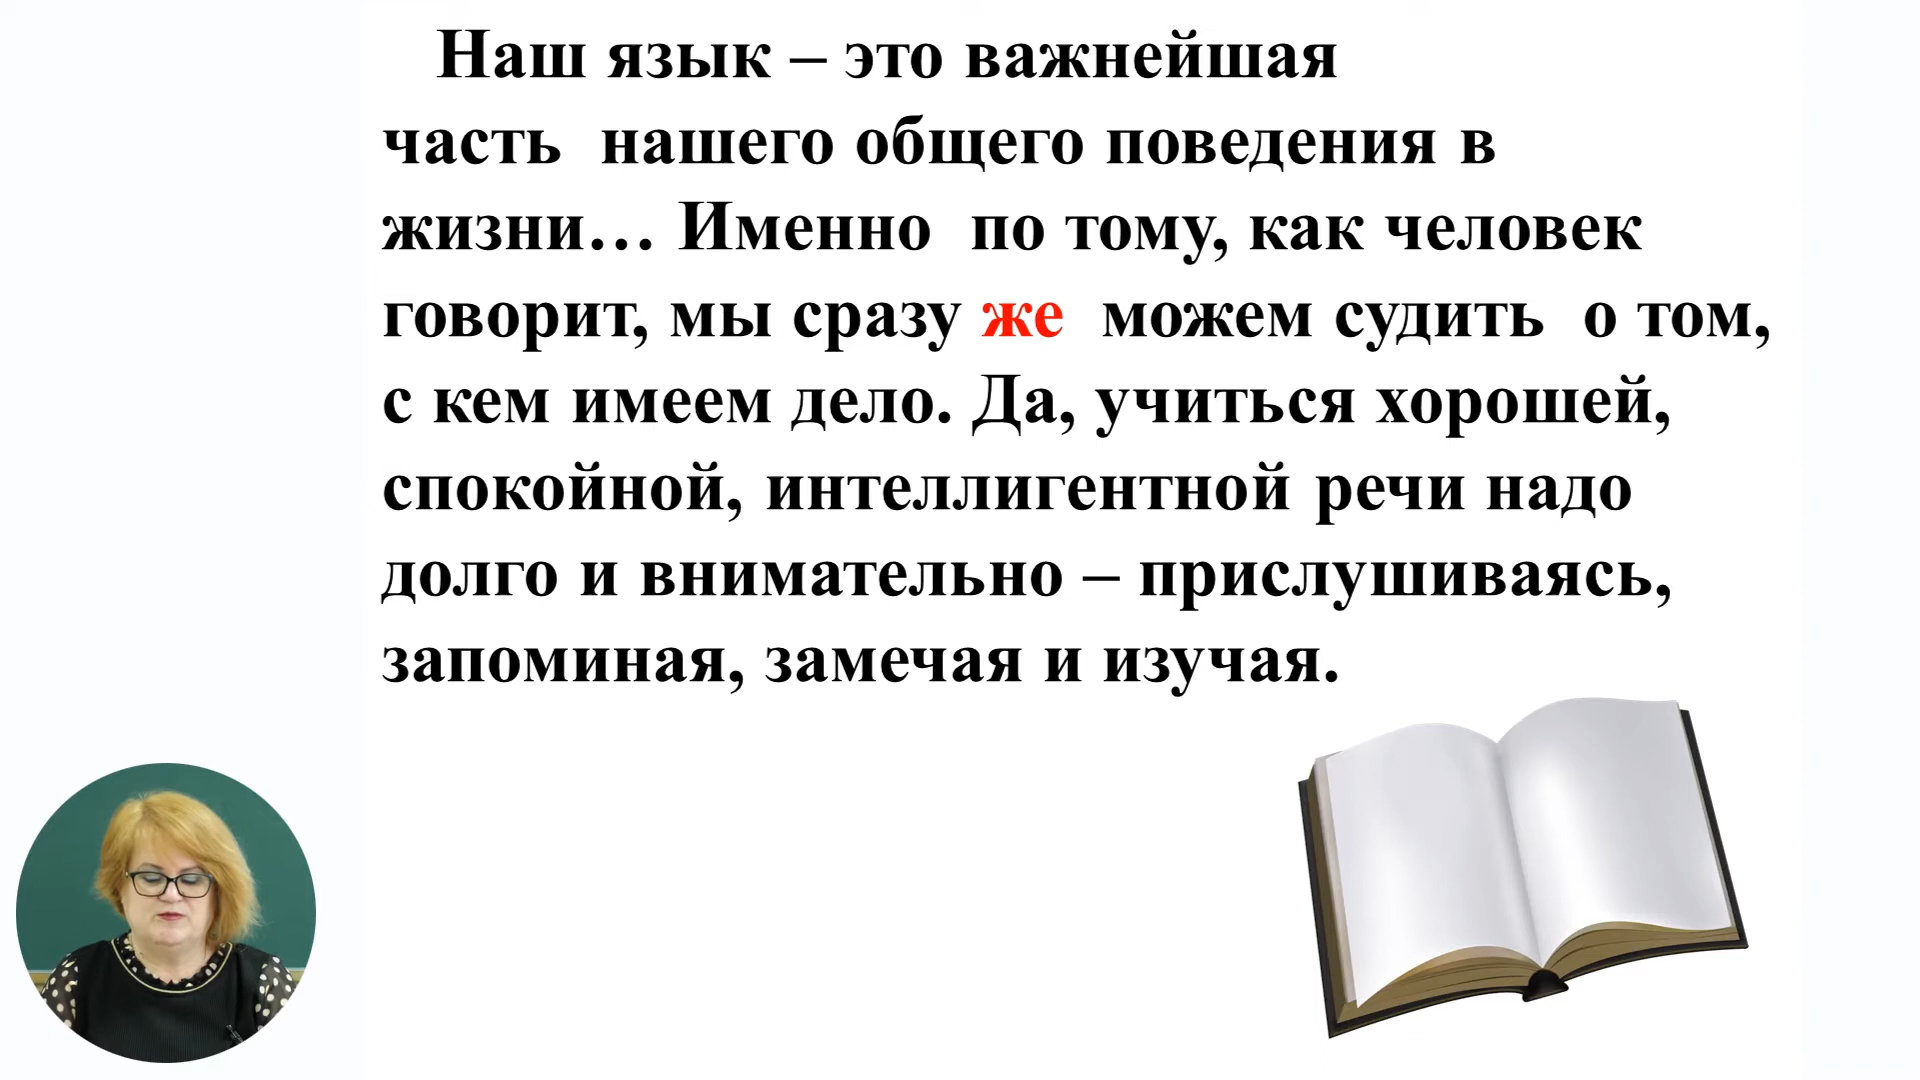 Наш язык – это важнейшая
часть нашего общего поведения в
жизни… Именно по тому, как человек
говорит, мы сразу же можем судить о том,
с кем имеем дело. Да, учиться хорошей,
спокойной, интеллигентной речи надо
долго и внимательно – прислушиваясь,
запоминая, замечая и изучая.